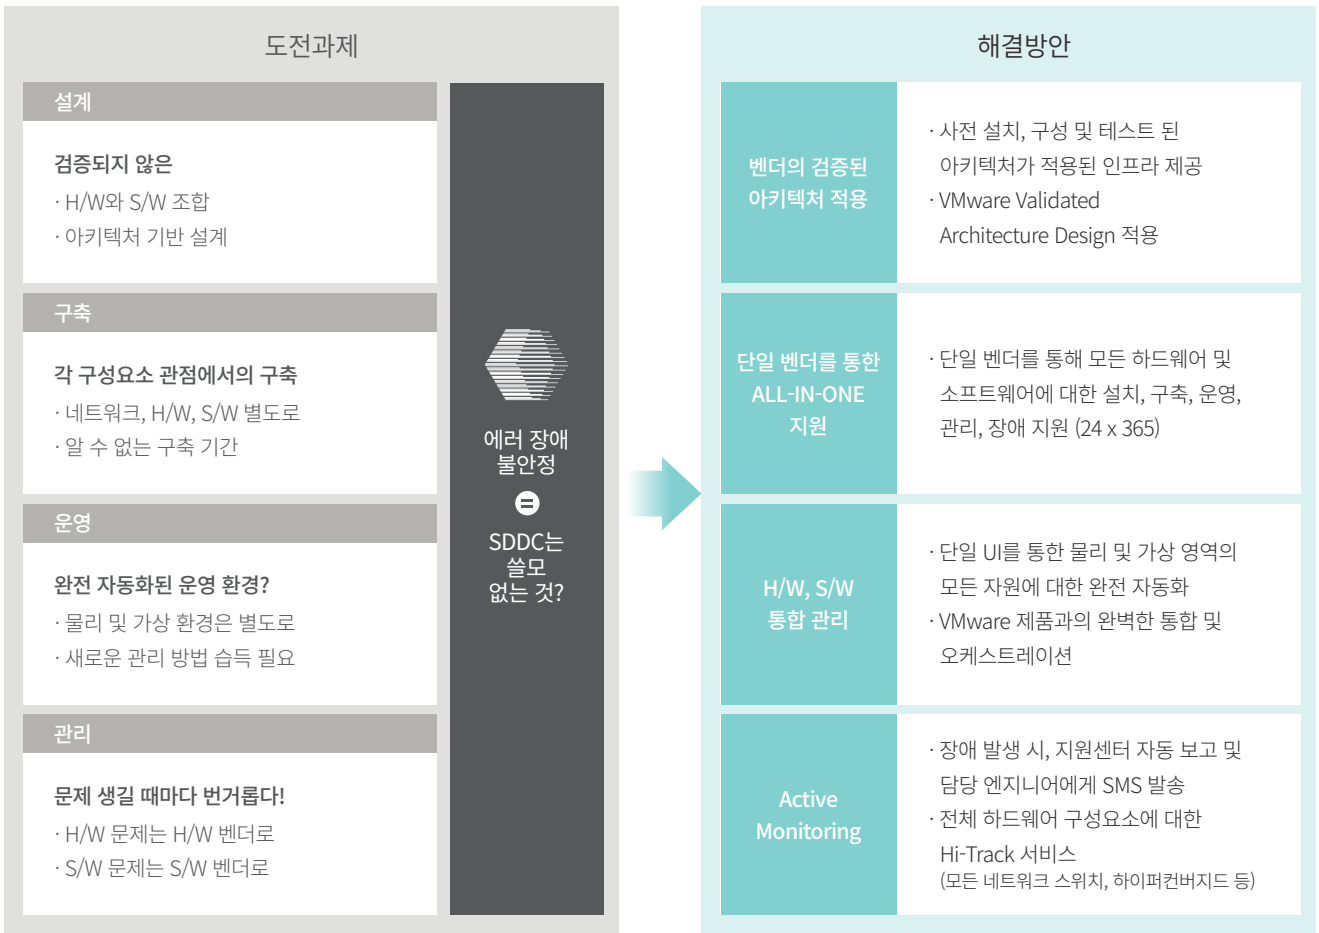 도전과제
설계
검증되지 않은
· H/W와 S/W 조합
· 아키텍처 기반 설계
구축
각 구성요소 관점에서의 구축
· 네트워크, H/W, S/W 별도로
· 알 수 없는 구축 기간
운영
완전 자동화된 운영 환경?
· 물리 및 가상 환경은 별도로
· 새로운 관리 방법 습득 필요
관리
문제 생길 때마다 번거롭다!
· H/W 문제는 H/W 벤더로
· S/W 문제는 S/W 벤더로
에러 장애
불안정
=
SDDC는
쓸모
없는 것?
해결방안
벤더의 검증된
아키텍처 적용
· 사전 설치, 구성 및 테스트 된
아키텍처가 적용된 인프라 제공
· VMware Validated
Architecture Design 적용
단일 벤더를 통한
ALL-IN-ONE
지원
· 단일 벤더를 통해 모든 하드웨어 및
소프트웨어에 대한 설치, 구축, 운영,
관리, 장애 지원 (24 x 365)
H/W, S/W
통합 관리
· 단일 UI를 통한 물리 및 가상 영역의
모든 자원에 대한 완전 자동화
· VMware 제품과의 완벽한 통합 및
오케스트레이션
Active
Monitoring
· 장애 발생 시, 지원센터 자동 보고 및
담당 엔지니어에게 SMS 발송
· 전체 하드웨어 구성요소에 대한
Hi-Track 서비스
(모든 네트워크 스위치, 하이퍼컨버지드 등)